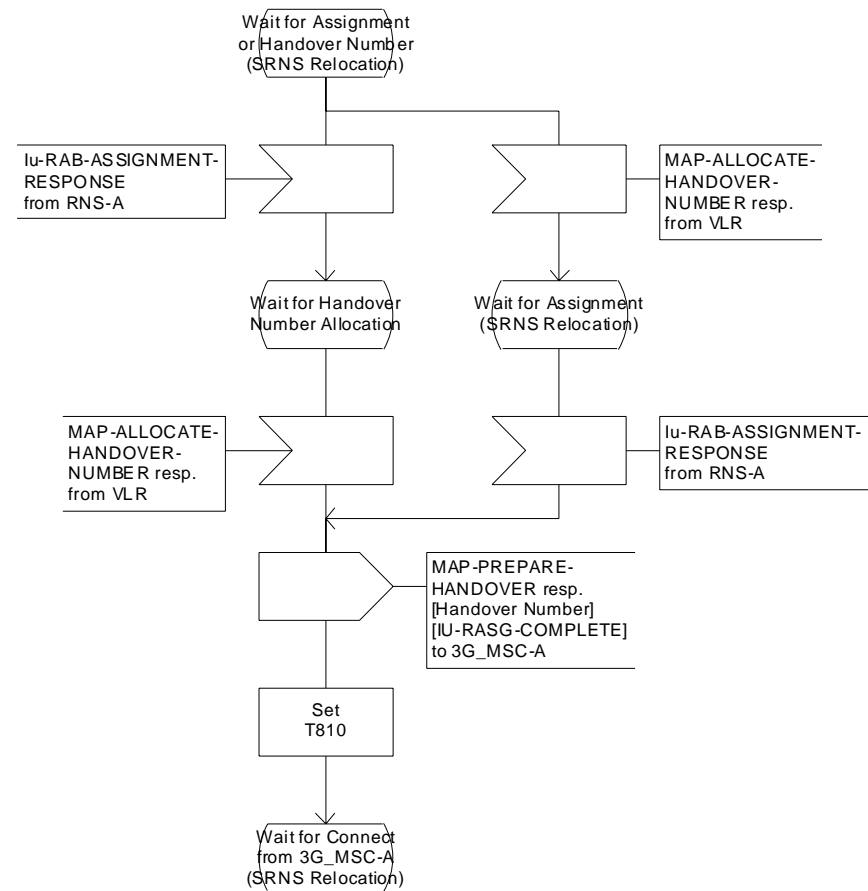 Wait for Assignment
or Handover Number
(SRNS Relocation)
Iu-RAB-ASSIGNMENT-
RESPONSE
from RNS-A
MAP-ALLOCATE-
HANDOVER-
NUMBER resp.
from VLR
Wait for Handover
Number Allocation
Wait for Assignment
(SRNS Relocation)
MAP-ALLOCATE-
HANDOVER-
NUMBER resp.
from VLR
Iu-RAB-ASSIGNMENT-
RESPONSE
from RNS-A
MAP-PREPARE-
HANDOVER resp.
[Handover Number]
[IU-RASG-COMPLETE]
to 3G_MSC-A
Set
T810
Wait for Connect
from 3G_MSC-A
(SRNS Relocation)